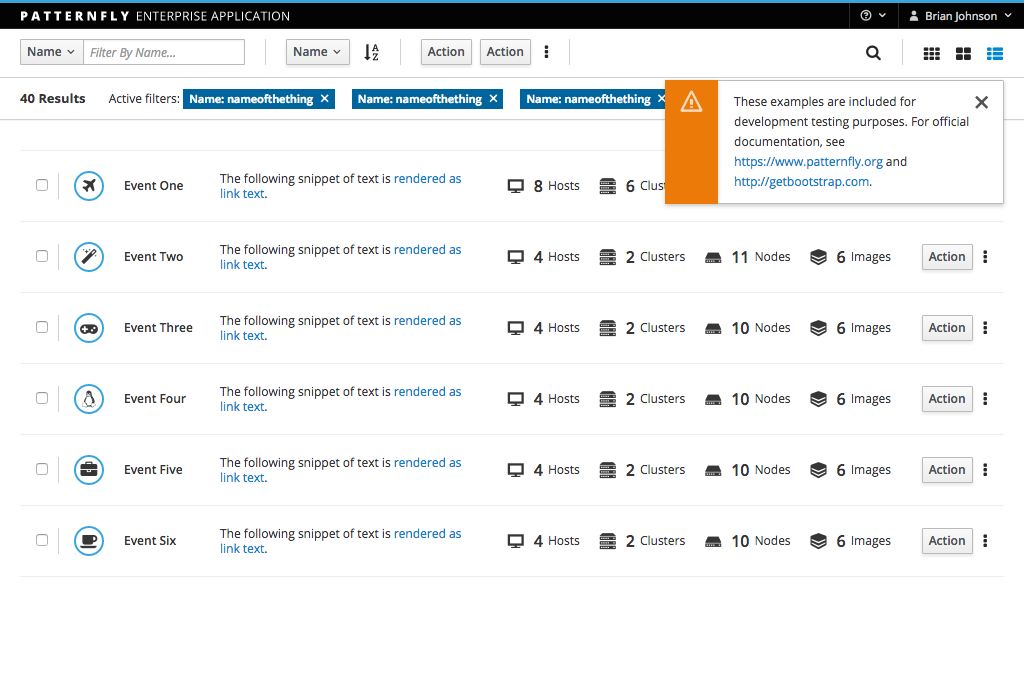 PATTERNFLY ENTERPRISE APPLICATION
Brian Johnson
Name
Filter By Name...
Name
Action
Action
40 Results
Active filters:
Name: nameofthething ×
Name: nameofthething ×
Name: nameofthething ×
These examples are included for
development testing purposes. For official
documentation, see
https://www.patternfly.org and
http://getbootstrap.com.
Event One
The following snippet of text is rendered as
link text.
8 Hosts
6
Event Two
The following snippet of text is rendered as
link text.
4 Hosts
2 Clusters
11 Nodes
6 Images
Action
Event Three
The following snippet of text is rendered as
link text.
4 Hosts
2 Clusters
10 Nodes
6 Images
Action
Event Four
The following snippet of text is rendered as
link text.
4 Hosts
2 Clusters
10 Nodes
6 Images
Action
Event Five
The following snippet of text is rendered as
link text.
4 Hosts
2 Clusters
10 Nodes
6 Images
Action
Event Six
The following snippet of text is rendered as
link text.
4 Hosts
2 Clusters
10 Nodes
6 Images
Action